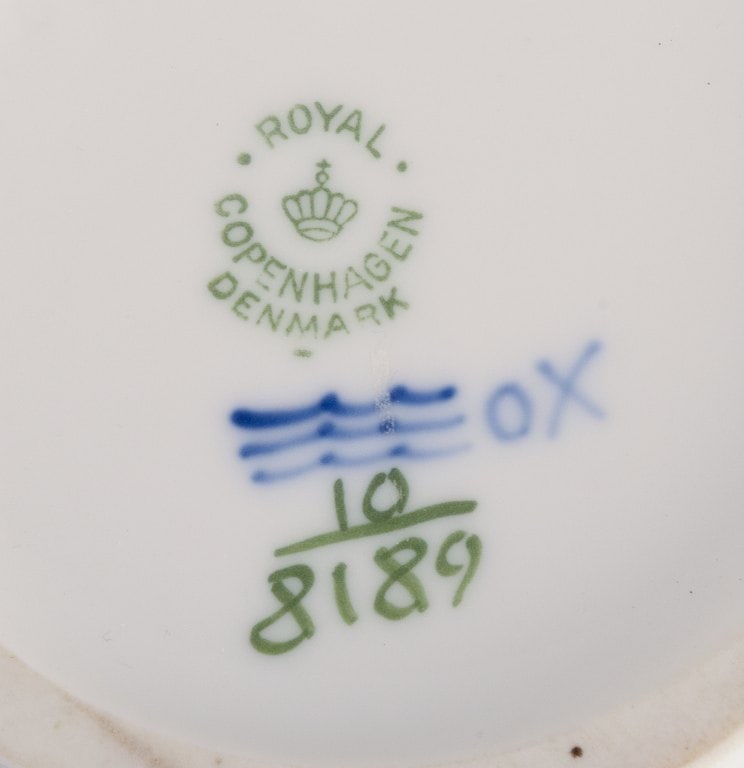 ROYAL
COPENHAGEN
DENMARK
OX
10
8189